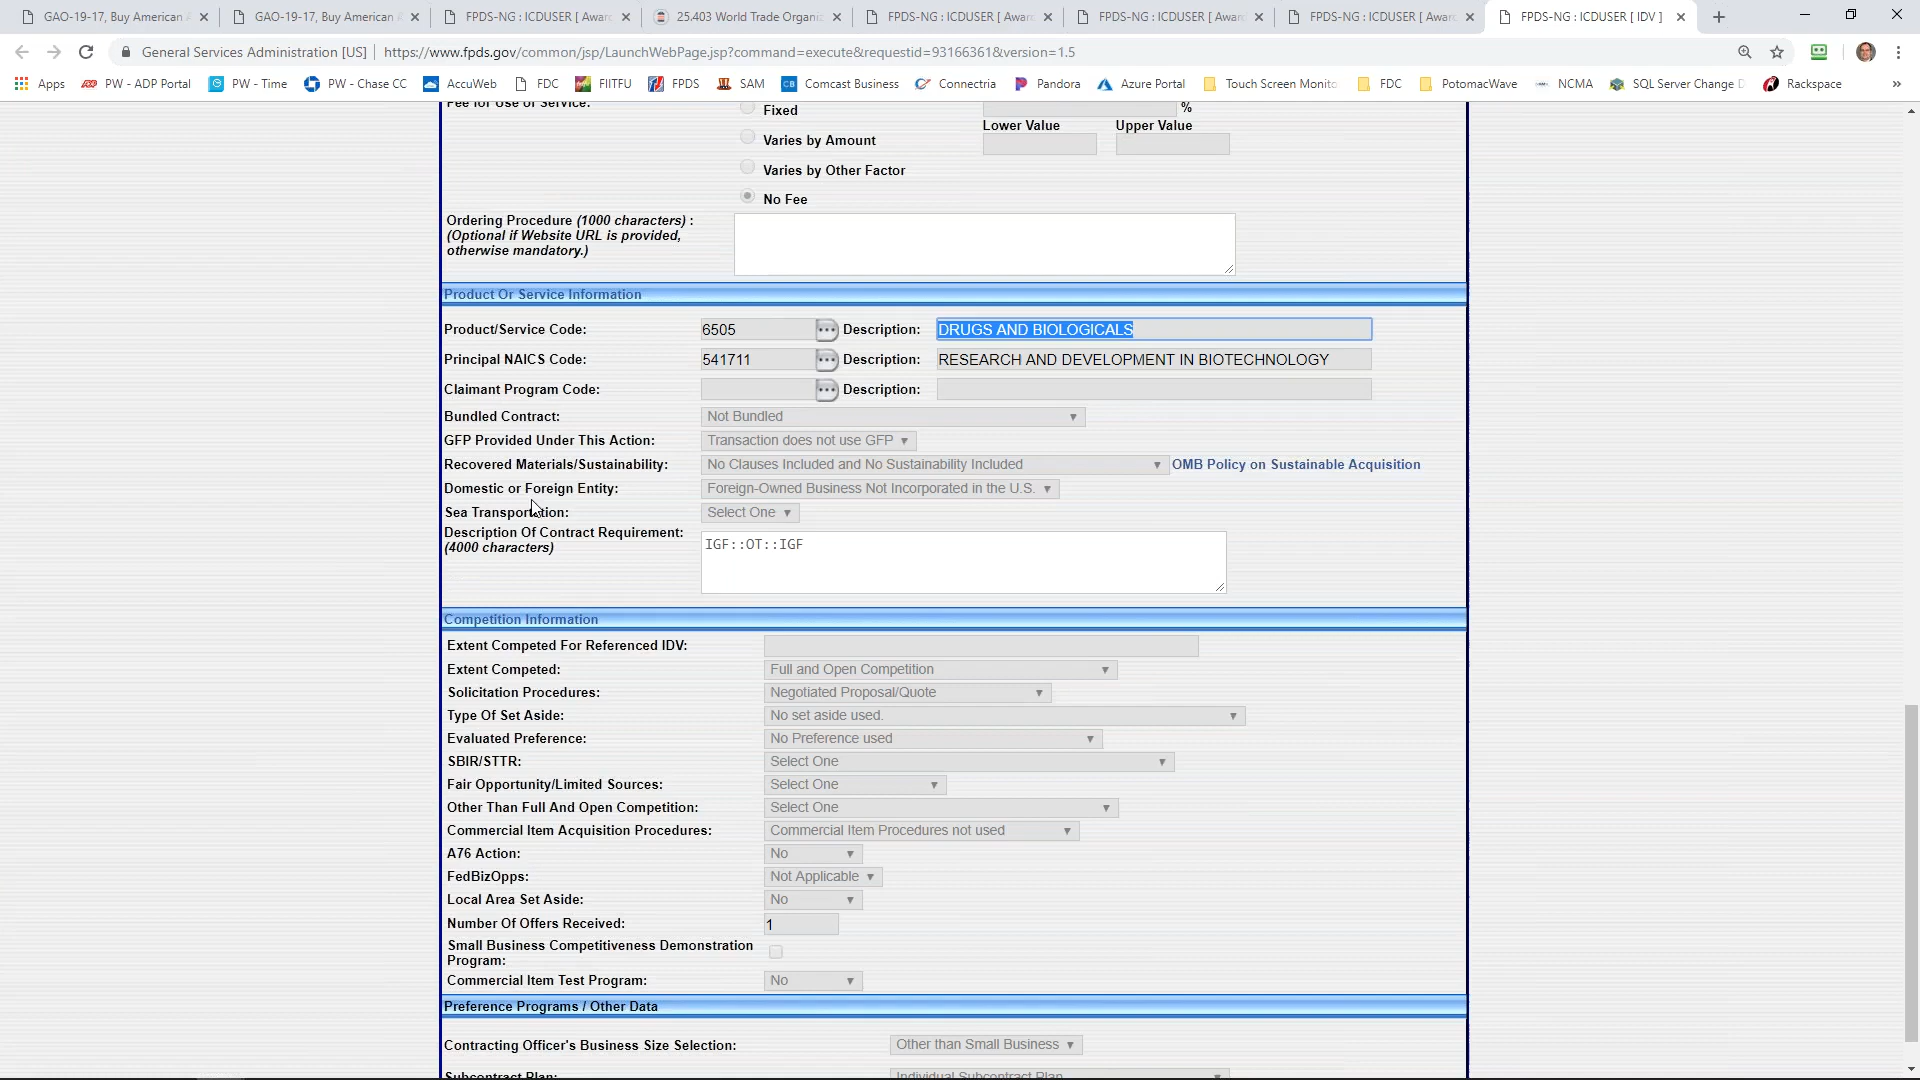 GAO-19-17, Buy American
GAO-19-17, Buy American
FPDS-NG : ICDUSER [ Awar
25.403 World Trade Organi
FPDS-NG : ICDUSER [ Awar
FPDS-NG : ICDUSER [ Awar
FPDS-NG : ICDUSER [ Awar
FPDS-NG : ICDUSER [ IDV ]
General Services Administration [US] | https://www.fpds.gov/common/jsp/LaunchWebPage.jsp?command=execute&requestid=93166361&version=1.5
Apps PW - ADP Portal PW - Time PW - Chase CC AccuWeb FDC FIITFU FPDS SAM Comcast Business Connectria Pandora Azure Portal Touch Screen Monito FDC PotomacWave NCMA SQL Server Change D Rackspace »
Fee for Use of Service:
Fixed %
Lower Value Upper Value
Varies by Amount
Varies by Other Factor
No Fee
Ordering Procedure (1000 characters) :
(Optional if Website URL is provided,
otherwise mandatory.)
Product Or Service Information
Product/Service Code: 6505 Description: DRUGS AND BIOLOGICALS
Principal NAICS Code: 541711 Description: RESEARCH AND DEVELOPMENT IN BIOTECHNOLOGY
Claimant Program Code: Description:
Bundled Contract: Not Bundled
GFP Provided Under This Action: Transaction does not use GFP
Recovered Materials/Sustainability: No Clauses Included and No Sustainability Included OMB Policy on Sustainable Acquisition
Domestic or Foreign Entity: Foreign-Owned Business Not Incorporated in the U.S.
Sea Transportation: Select One
Description Of Contract Requirement:
(4000 characters)
IGF::OT::IGF
Competition Information
Extent Competed For Referenced IDV:
Extent Competed: Full and Open Competition
Solicitation Procedures: Negotiated Proposal/Quote
Type Of Set Aside: No set aside used.
Evaluated Preference: No Preference used
SBIR/STTR: Select One
Fair Opportunity/Limited Sources: Select One
Other Than Full And Open Competition: Select One
Commercial Item Acquisition Procedures: Commercial Item Procedures not used
A76 Action: No
FedBizOpps: Not Applicable
Local Area Set Aside: No
Number Of Offers Received: 1
Small Business Competitiveness Demonstration
Program:
Commercial Item Test Program: No
Preference Programs / Other Data
Contracting Officer's Business Size Selection: Other than Small Business
Subcontract Plan: Individual Subcontract Plan